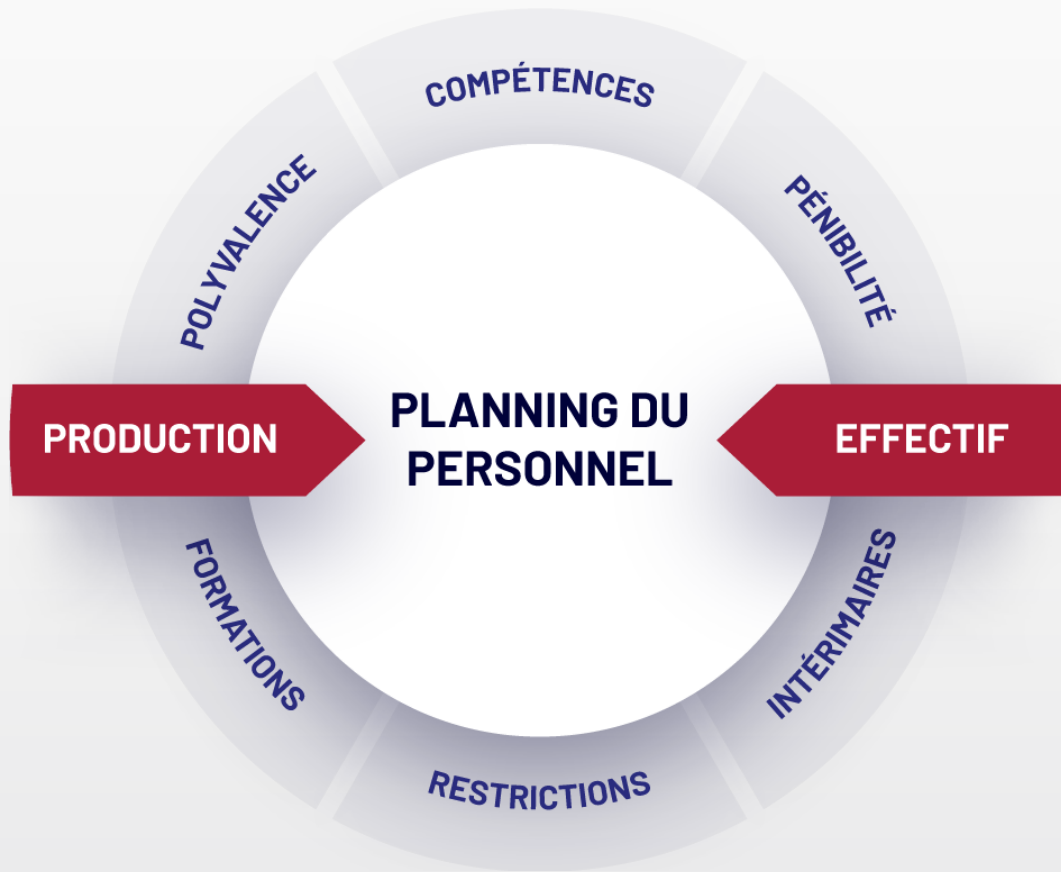 COMPÉTENCES
POLYVALENCE
PÉNIBILITÉ
PRODUCTION
PLANNING DU
PERSONNEL
EFFECTIF
FORMATIONS
INTÉRIMAIRES
RESTRICTIONS